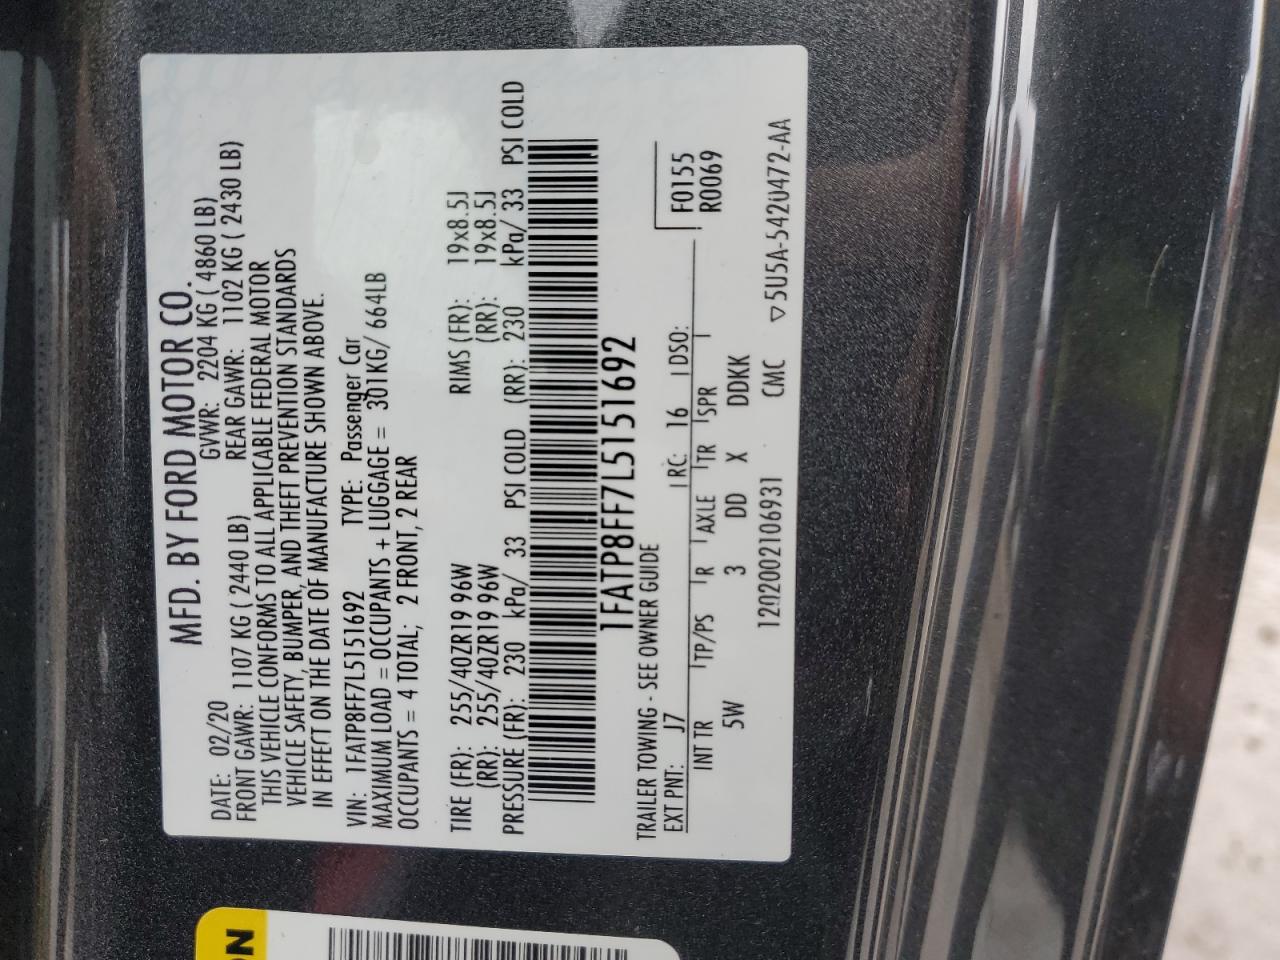 MFD. BY FORD MOTOR CO.
DATE: 02/20 GVWR: 2204 KG ( 4860 LB)
FRONT GAWR: 1107 KG ( 2440 LB) REAR GAWR: 1102 KG ( 2430 LB)
THIS VEHICLE CONFORMS TO ALL APPLICABLE FEDERAL MOTOR
VEHICLE SAFETY, BUMPER, AND THEFT PREVENTION STANDARDS
IN EFFECT ON THE DATE OF MANUFACTURE SHOWN ABOVE.
VIN: 1FATP8FF7L5151692 TYPE: Passenger Car
MAXIMUM LOAD = OCCUPANTS + LUGGAGE = 301KG/ 664LB
OCCUPANTS = 4 TOTAL, 2 FRONT, 2 REAR
TIRE (FR): 255/40ZR19 96W RIMS (FR): 19x8.5J
(RR): 255/40ZR19 96W (RR): 19x8.5J
PRESSURE (FR): 230 kPa/ 33 PSI COLD (RR): 230 kPa/ 33 PSI COLD
1FATP8FF7L5151692
TRAILER TOWING - SEE OWNER GUIDE
F0155
R0069
EXT PNT: J7 RC: 16 DSO:
INT TR TP/PS R AXLE TR SPR
5W 3 DD X DDKK
12020021 06931 CMC ▽5U5A-5420472-AA
ON